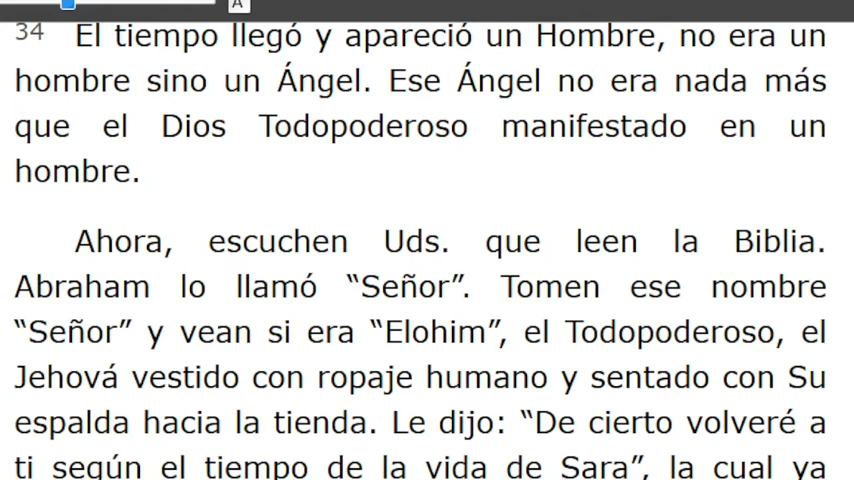 A
34 El tiempo llegó y apareció un Hombre, no era un
hombre sino un Ángel. Ese Ángel no era nada más
que el Dios Todopoderoso manifestado en un
hombre.
Ahora, escuchen Uds. que leen la Biblia.
Abraham lo llamó “Señor”. Tomen ese nombre
“Señor” y vean si era “Elohim”, el Todopoderoso, el
Jehová vestido con ropaje humano y sentado con Su
espalda hacia la tienda. Le dijo: “De cierto volveré a
ti según el tiempo de la vida de Sara”, la cual ya